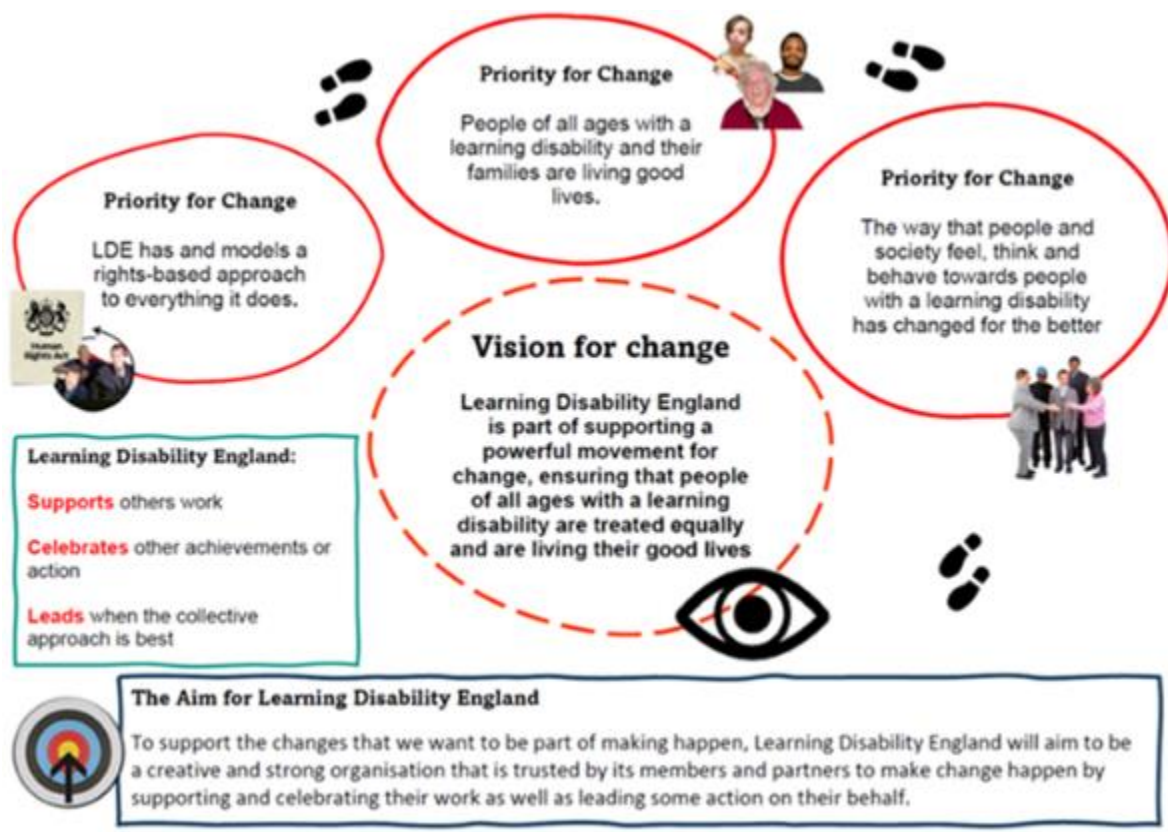 Priority for Change
LDE has and models a
rights-based approach
to everything it does.
Human
Rights Act
Priority for Change
People of all ages with a
learning disability and their
families are living good
lives.
Priority for Change
The way that people and
society feel, think and
behave towards people
with a learning disability
has changed for the better
Vision for change
Learning Disability England
is part of supporting a
powerful movement for
change, ensuring that people
of all ages with a learning
disability are treated equally
and are living their good lives
Learning Disability England:
Supports others work
Celebrates other achievements or
action
Leads when the collective
approach is best
The Aim for Learning Disability England
To support the changes that we want to be part of making happen, Learning Disability England will aim to be
a creative and strong organisation that is trusted by its members and partners to make change happen by
supporting and celebrating their work as well as leading some action on their behalf.